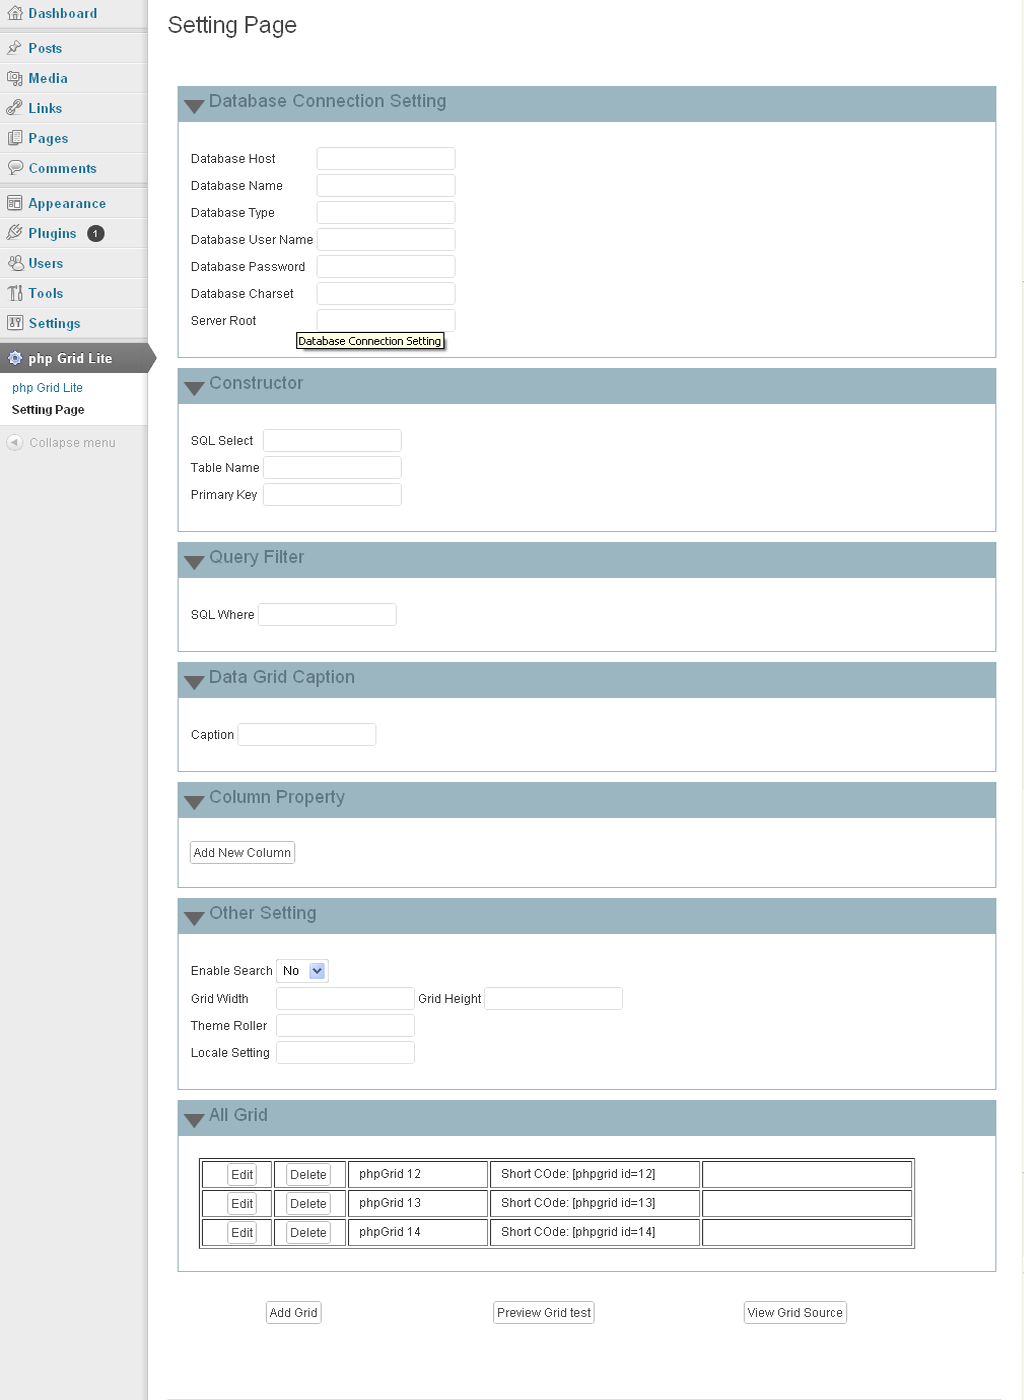 Dashboard
Posts
Media
Links
Pages
Comments
Appearance
Plugins 1
Users
Tools
Settings
php Grid Lite
php Grid Lite
Setting Page
Collapse menu
Setting Page
Database Connection Setting
Database Host
Database Name
Database Type
Database User Name
Database Password
Database Charset
Server Root
Database Connection Setting
Constructor
SQL Select
Table Name
Primary Key
Query Filter
SQL Where
Data Grid Caption
Caption
Column Property
Add New Column
Other Setting
Enable Search No
Grid Width Grid Height
Theme Roller
Locale Setting
All Grid
Edit Delete phpGrid 12 Short COde: [phpgrid id=12]
Edit Delete phpGrid 13 Short COde: [phpgrid id=13]
Edit Delete phpGrid 14 Short COde: [phpgrid id=14]
Add Grid Preview Grid test View Grid Source